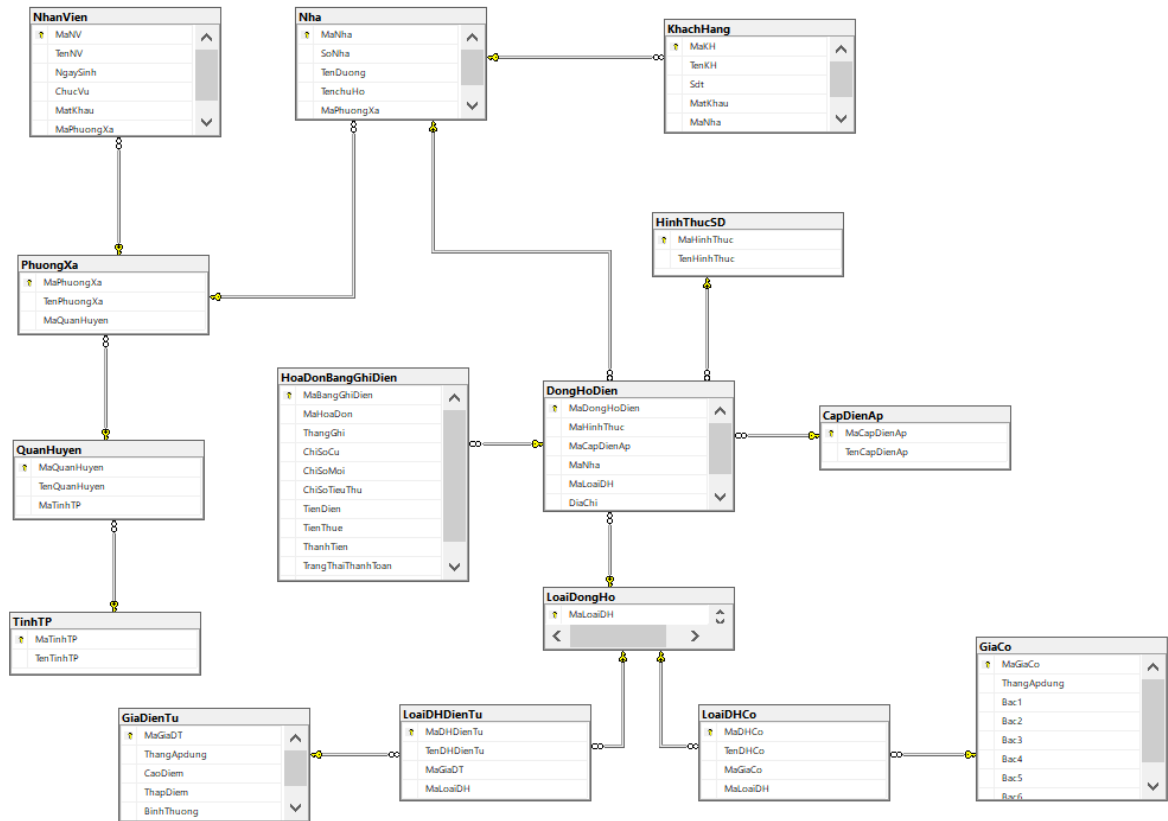 NhanVien
MaNV
TenNV
NgaySinh
ChucVu
MatKhau
MaPhuongXa
Nha
MaNha
SoNha
TenDuong
TenchuHo
MaPhuongXa
KhachHang
MaKH
TenKH
Sdt
MatKhau
MaNha
HinhThucSD
MaHinhThuc
TenHinhThuc
PhuongXa
MaPhuongXa
TenPhuongXa
MaQuanHuyen
HoaDonBangGhiDien
MaBangGhiDien
MaHoaDon
ThangGhi
ChiSoCu
ChiSoMoi
ChiSoTieuThu
TienDien
TienThue
ThanhTien
TrangThaiThanhToan
DongHoDien
MaDongHoDien
MaHinhThuc
MaCapDienAp
MaNha
MaLoaiDH
DiaChi
CapDienAp
MaCapDienAp
TenCapDienAp
QuanHuyen
MaQuanHuyen
TenQuanHuyen
MaTinhTP
LoaiDongHo
MaLoaiDH
TinhTP
MaTinhTP
TenTinhTP
GiaCo
MaGiaCo
ThangApdung
Bac1
Bac2
Bac3
Bac4
Bac5
Bac6
GiaDienTu
MaGiaDT
ThangApdung
CaoDiem
ThapDiem
BinhThuong
LoaiDHDienTu
MaDHDienTu
TenDHDienTu
MaGiaDT
MaLoaiDH
LoaiDHCo
MaDHCo
TenDHCo
MaGiaCo
MaLoaiDH